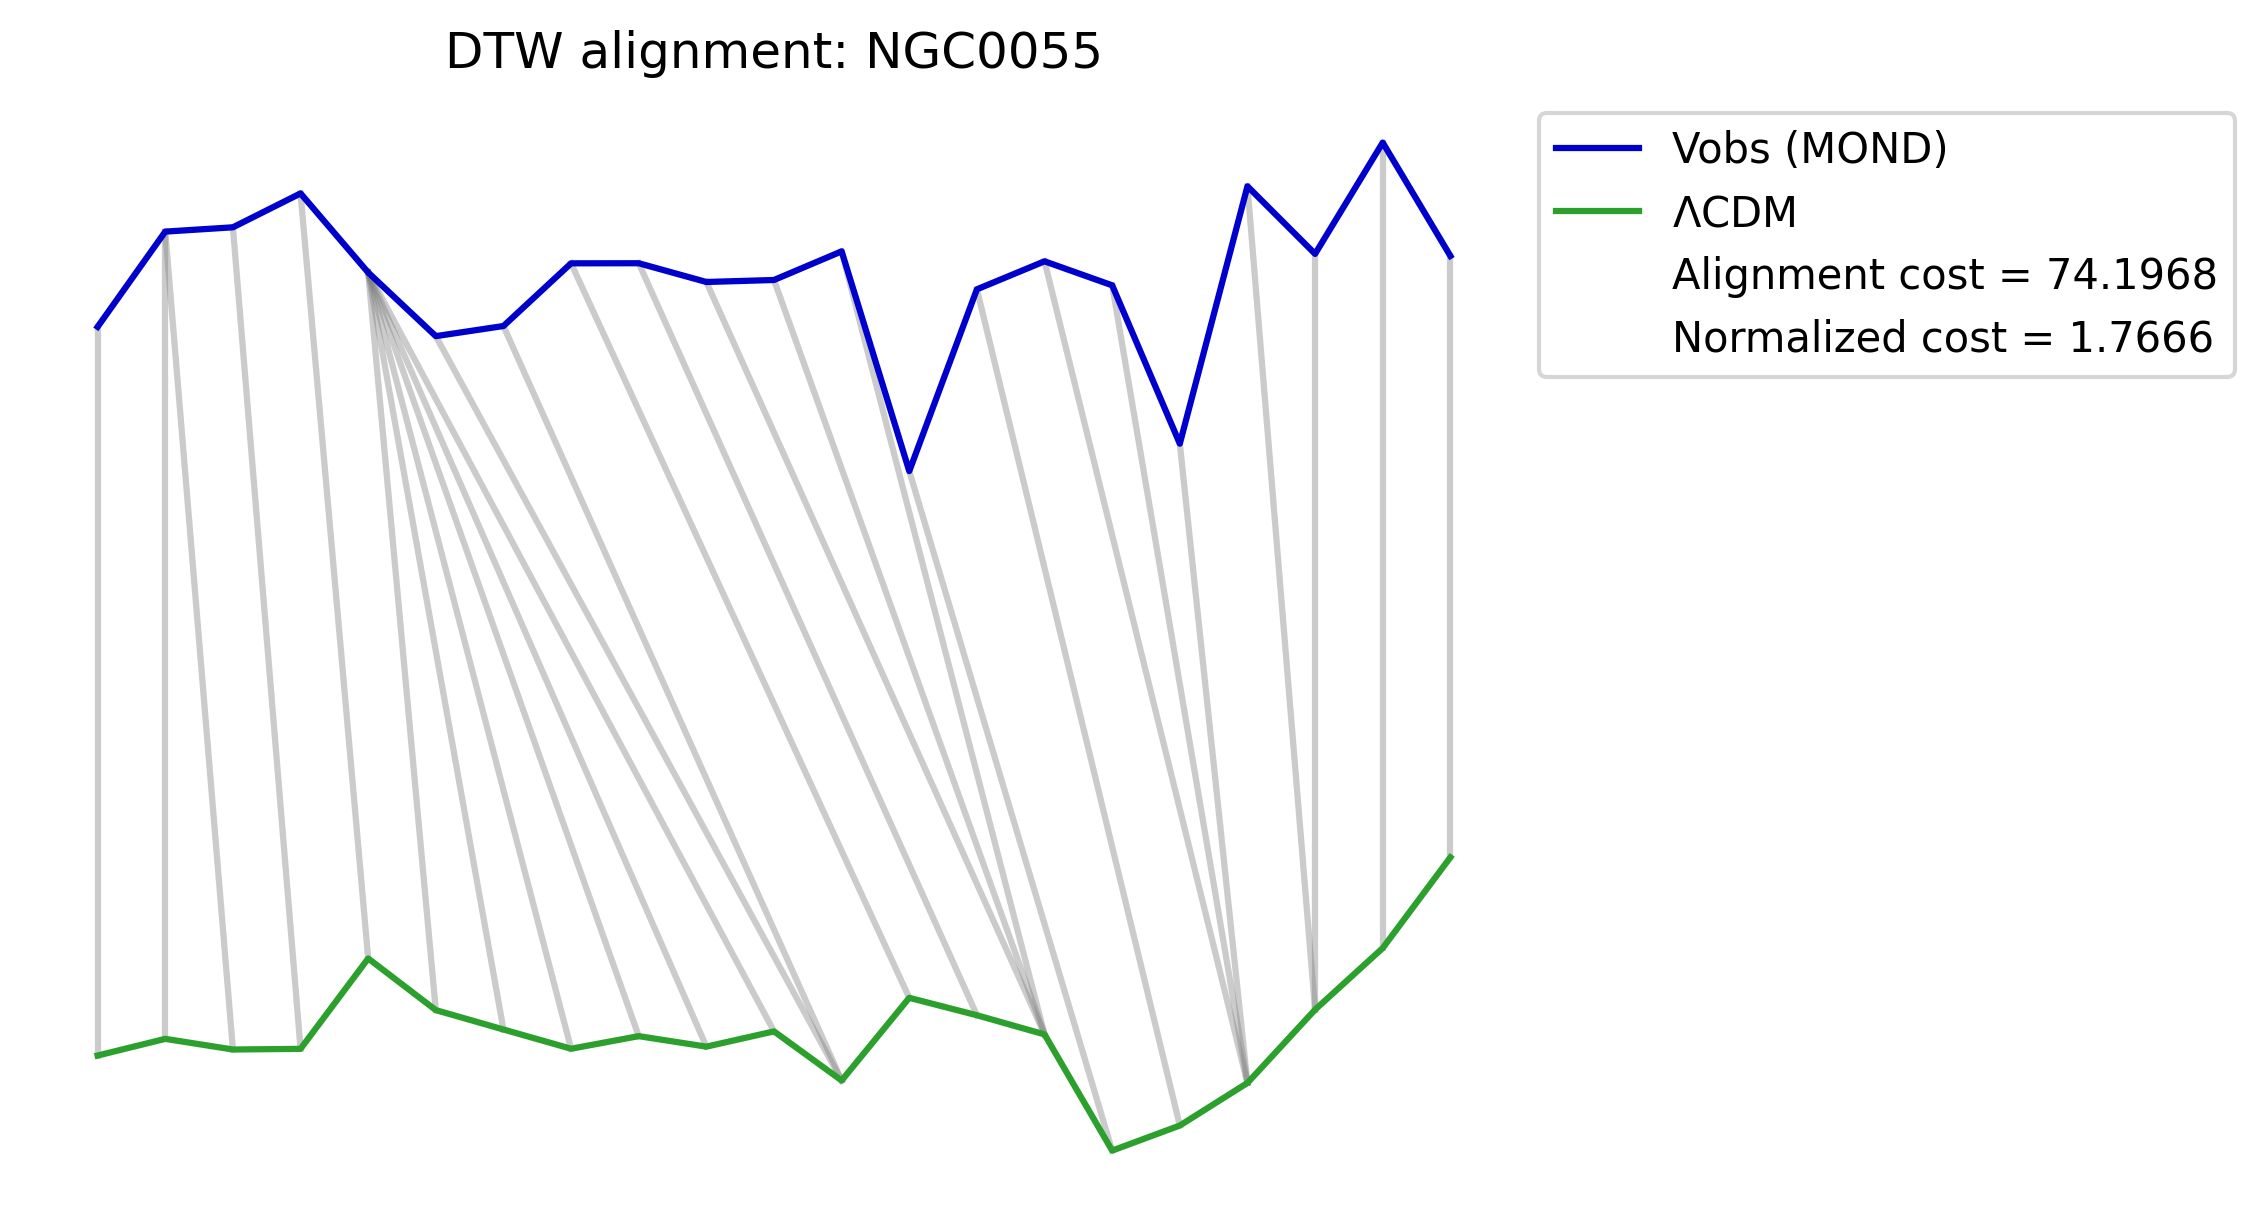 DTW alignment: NGC0055
Vobs (MOND)
ΛCDM
Alignment cost = 74.1968
Normalized cost = 1.7666